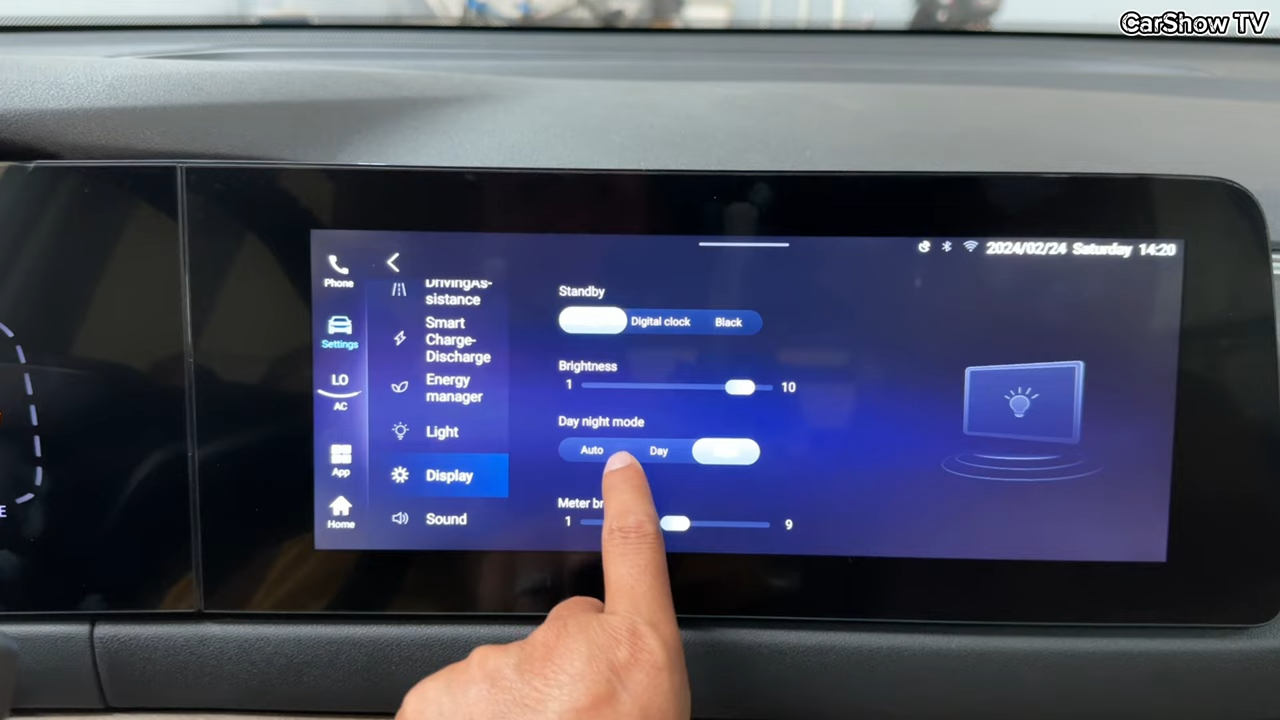 CarShow TV
2024/02/24 Saturday 14:20
Phone
Settings
LO
AC
App
Home
DrivingAs-
sistance
Smart
Charge-
Discharge
Energy
manager
Light
Display
Sound
Standby
Digital clock
Black
Brightness
1
10
Day night mode
Auto
Day
Meter
1
9
E